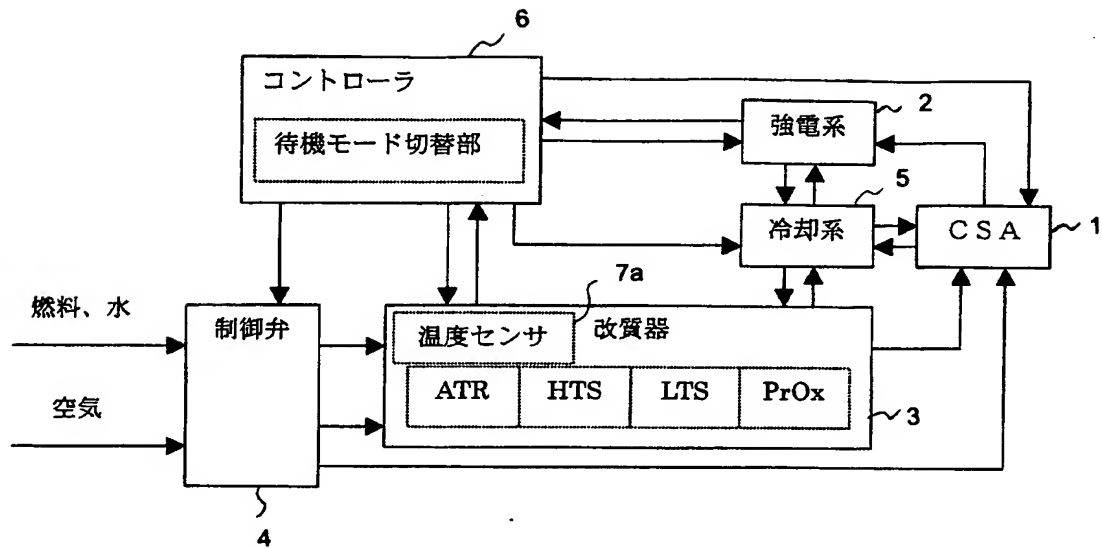 6
コントローラ
待機モード切替部
2
強電系
5
冷却系
CSA
1
7a
燃料、水
制御弁
温度センサ
改質器
ATR
HTS
LTS
PrOx
空気
3
4